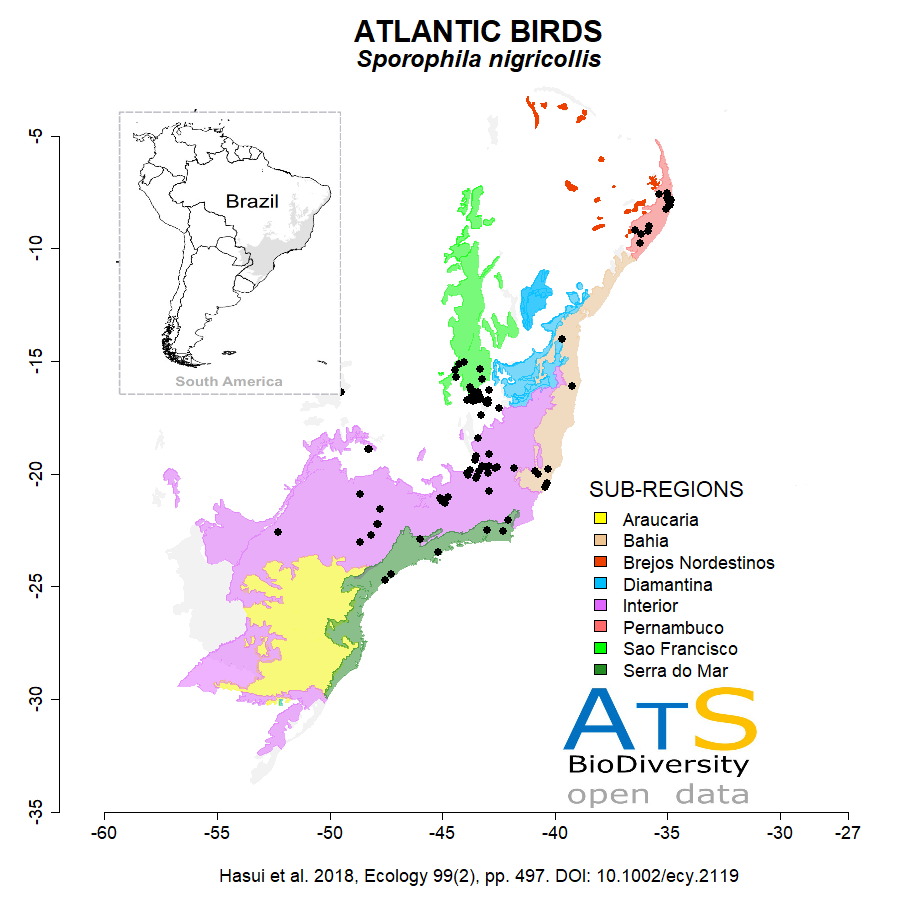 ATLANTIC BIRDS
Sporophila nigricollis
Brazil
South America
-5
-10
-15
-20
-25
-30
-35
SUB-REGIONS
Araucaria
Bahia
Brejos Nordestinos
Diamantina
Interior
Pernambuco
Sao Francisco
Serra do Mar
ATS
BioDiversity
open data
-60 -55 -50 -45 -40 -35 -30 -27
Hasui et al. 2018, Ecology 99(2), pp. 497. DOI: 10.1002/ecy.2119